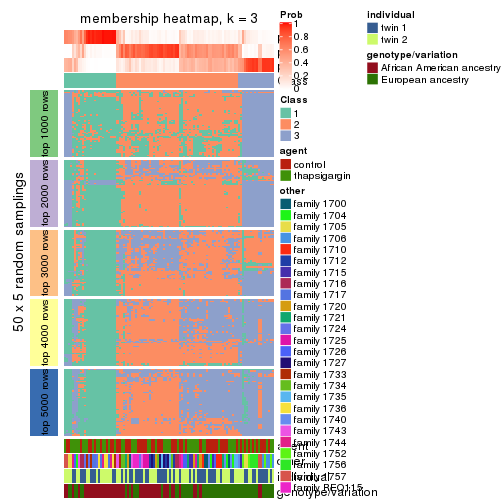 membership heatmap, k = 3
Prob
1
0.8
0.6
0.4
0.2
0
Class
1
2
3
agent
control
thapsigargin
other
family 1700
family 1704
family 1705
family 1706
family 1710
family 1712
family 1715
family 1716
family 1717
family 1720
family 1721
family 1724
family 1725
family 1726
family 1727
family 1733
family 1734
family 1735
family 1736
family 1740
family 1743
family 1744
family 1752
family 1756
family 1757
family REO115
individual
twin 1
twin 2
genotype/variation
African American ancestry
European ancestry
50 x 5 random samplings
top 1000 rows
top 2000 rows
top 3000 rows
top 4000 rows
top 5000 rows
agent
other
individual
genotype/variation